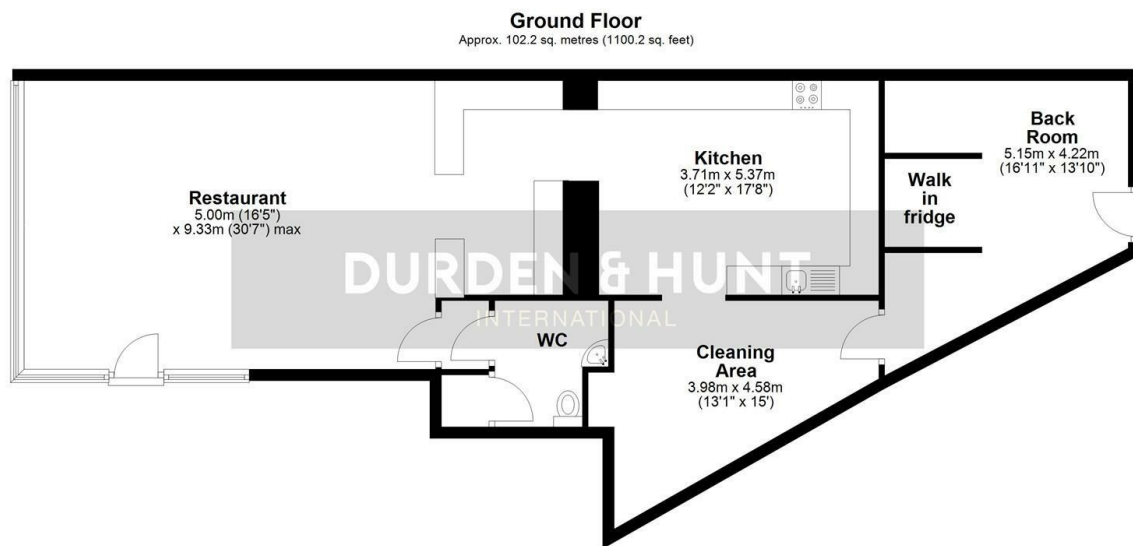 Ground Floor
Approx. 102.2 sq. metres (1100.2 sq. feet)
Restaurant
5.00m (16'5")
x 9.33m (30'7") max
Kitchen
3.71m x 5.37m
(12'2" x 17'8")
Back
Room
5.15m x 4.22m
(16'11" x 13'10")
Walk
in
fridge
DURDEN & HUNT
INTERNATIONAL
WC
Cleaning
Area
3.98m x 4.58m
(13'1" x 15')